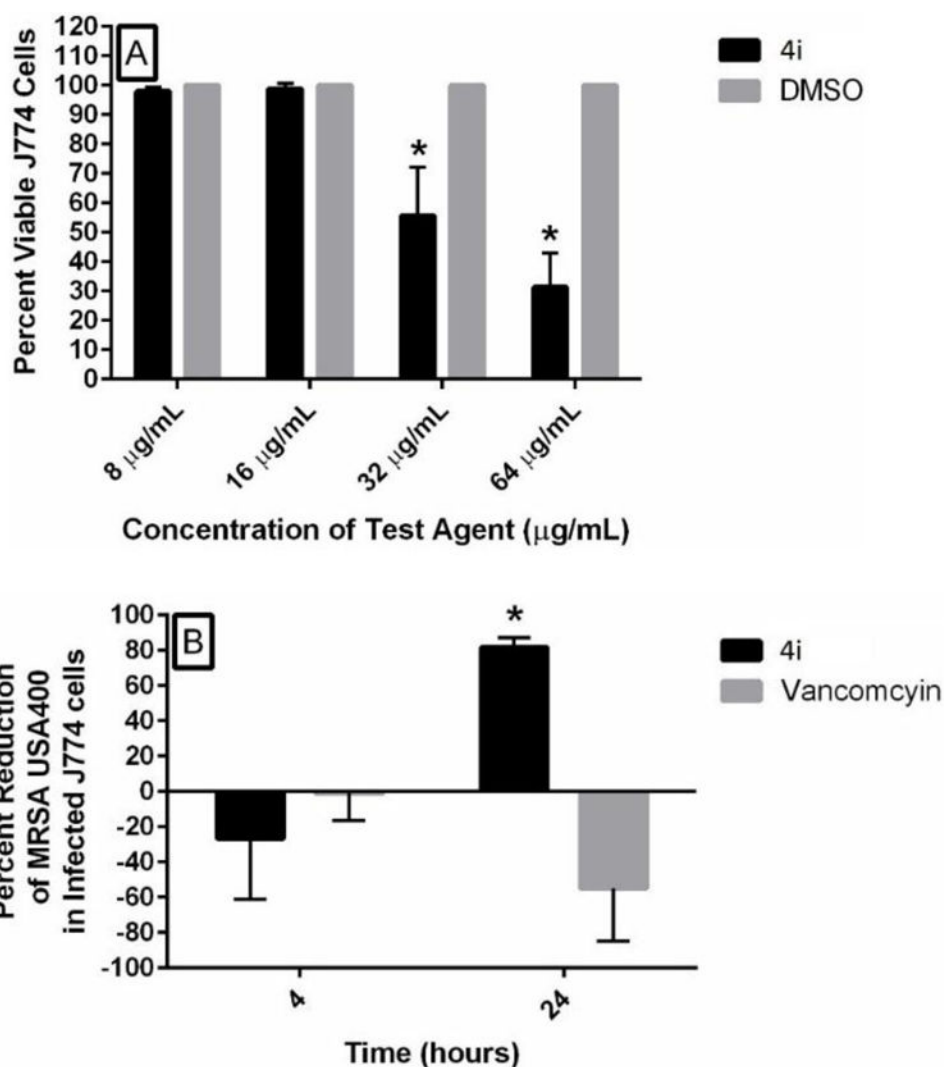 A
120
110
100
90
80
70
60
50
40
30
20
10
0
Percent Viable J774 Cells
*
*
4i
DMSO
8 µg/mL
16 µg/mL
32 µg/mL
64 µg/mL
Concentration of Test Agent (µg/mL)
B
100
80
60
40
20
0
-20
-40
-60
-80
-100
Percent Reduction
of MRSA USA400
in Infected J774 cells
*
4i
Vancomcyin
4
24
Time (hours)